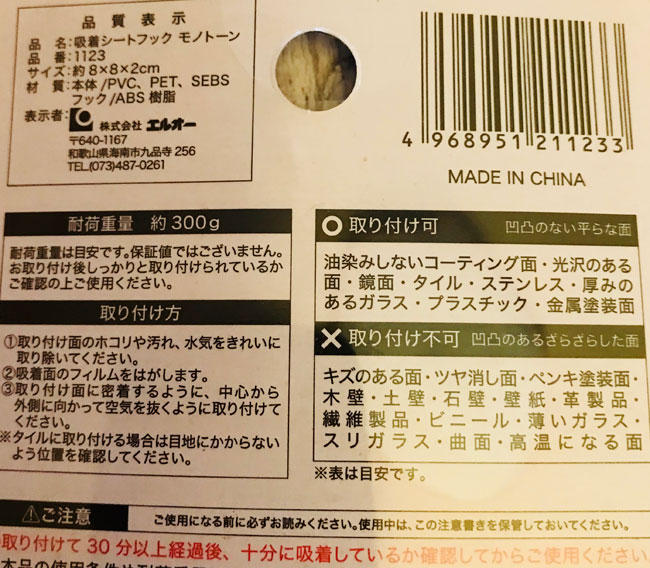 品質表示
品 名：吸着シートフック モノトーン
品 番：1123
サイズ：約 8×8×2cm
材 質：本体/PVC、PET、SEBS
フック/ABS 樹脂
表示者： 株式会社 エルオー
〒640-1167
和歌山県海南市九品寺 256
TEL.(073)487-0261
4 968951 211233
MADE IN CHINA
耐荷重量 約 300g
耐荷重量は目安です。保証値ではございません。
お取り付け後しっかりと取り付けられているか
ご確認の上ご使用ください。
取り付け方
①取り付け面のホコリや汚れ、水気をきれいに
取り除いてください。
②吸着面のフィルムをはがします。
③取り付け面に密着するように、中心から
外側に向かって空気を抜くように取り付けて
ください。
※タイルに取り付ける場合は目地にかからない
よう位置を確認してください。
○ 取り付け可 凹凸のない平らな面
油染みしないコーティング面・光沢のある
面・鏡面・タイル・ステンレス・厚みの
あるガラス・プラスチック・金属塗装面
✕ 取り付け不可 凹凸のあるざらざらした面
キズのある面・ツヤ消し面・ペンキ塗装面・
木壁・土壁・石壁・壁紙・革製品・
繊維製品・ビニール・薄いガラス・
スリガラス・曲面・高温になる面
※表は目安です。
⚠ご注意 ご使用になる前に必ずお読みください。使用中は、この注意書きを保管しておいてください。
取り付けて 30 分以上経過後、十分に吸着しているか確認してからご使用くださ